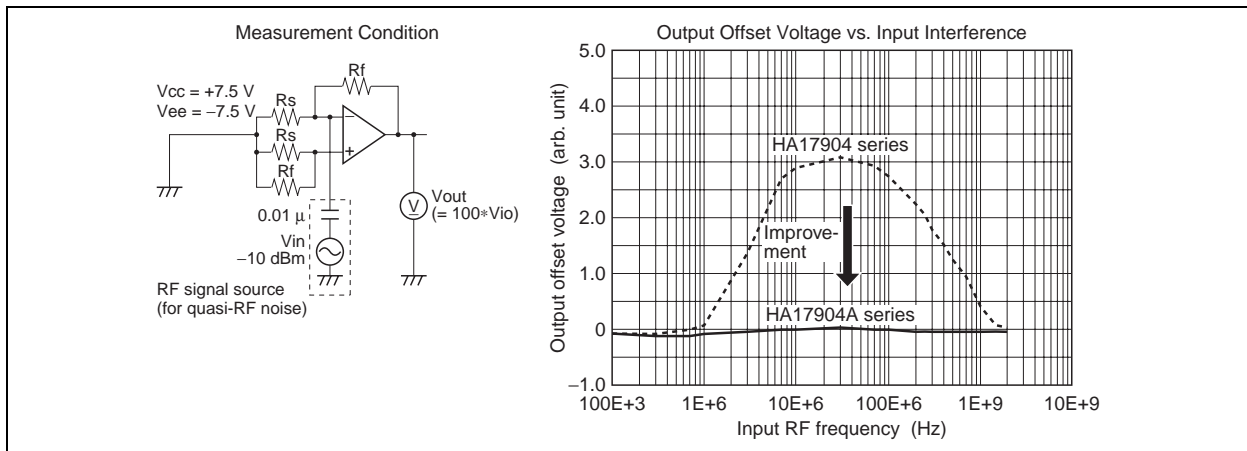 Measurement Condition
Vcc = +7.5 V
Vee = −7.5 V
Rf
Rs
−
Rs
+
Rf
0.01 μ
Vin
−10 dBm
V
Vout
(= 100∗Vio)
RF signal source
(for quasi-RF noise)
Output Offset Voltage vs. Input Interference
Output offset voltage (arb. unit)
5.0
4.0
3.0
2.0
1.0
0
−1.0
HA17904 series
Improve-
ment
HA17904A series
100E+3
1E+6
10E+6
100E+6
1E+9
10E+9
Input RF frequency (Hz)